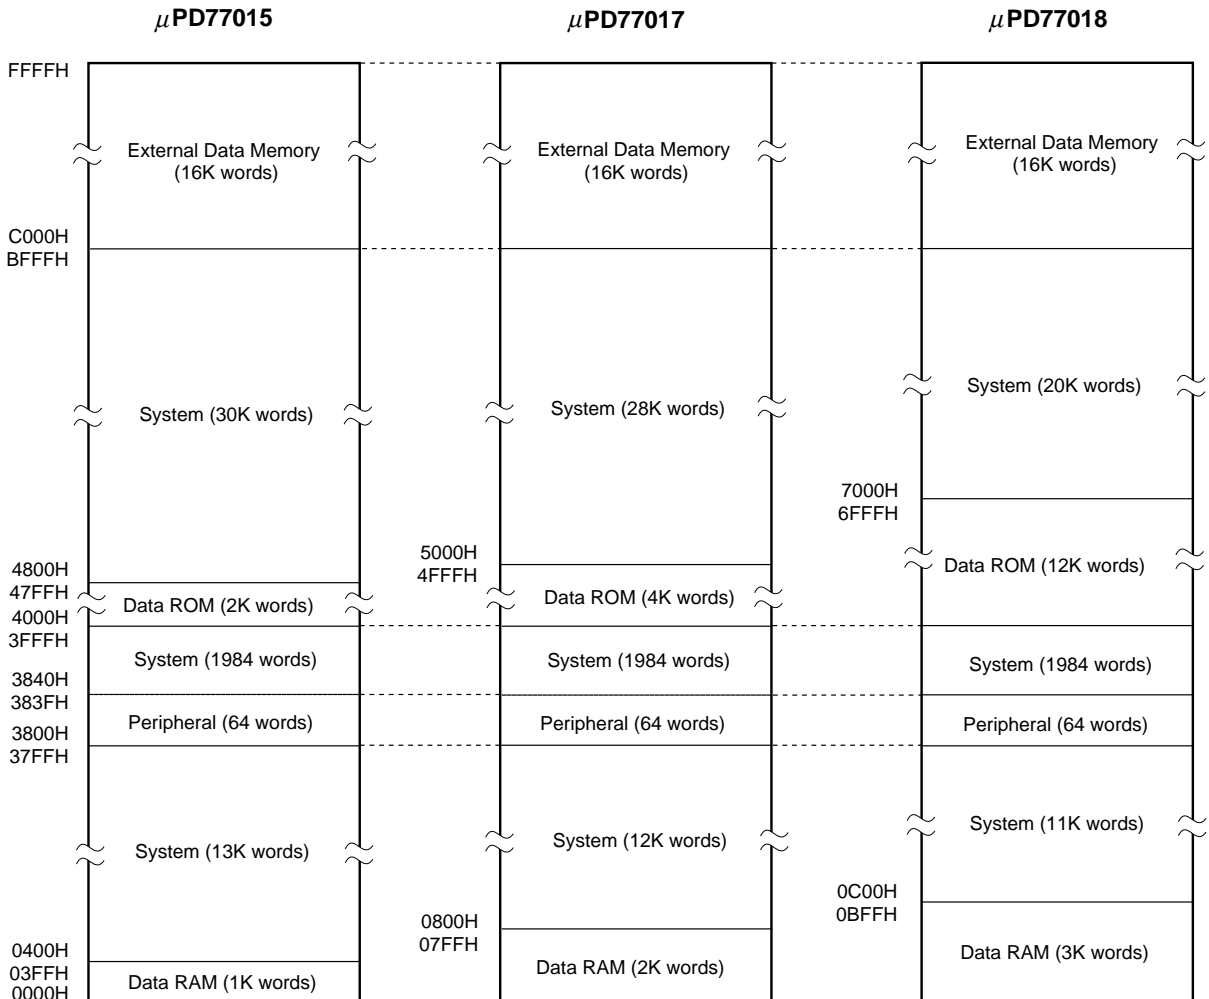 μPD77015
μPD77017
μPD77018
FFFFH
External Data Memory
(16K words)
External Data Memory
(16K words)
External Data Memory
(16K words)
C000H
BFFFH
System (30K words)
System (28K words)
System (20K words)
7000H
6FFFH
5000H
4FFFH
4800H
47FFH
Data ROM (2K words)
Data ROM (4K words)
Data ROM (12K words)
4000H
3FFFH
System (1984 words)
System (1984 words)
System (1984 words)
3840H
383FH
Peripheral (64 words)
Peripheral (64 words)
Peripheral (64 words)
3800H
37FFH
System (13K words)
System (12K words)
System (11K words)
0C00H
0BFFH
0800H
07FFH
0400H
03FFH
0000H
Data RAM (1K words)
Data RAM (2K words)
Data RAM (3K words)